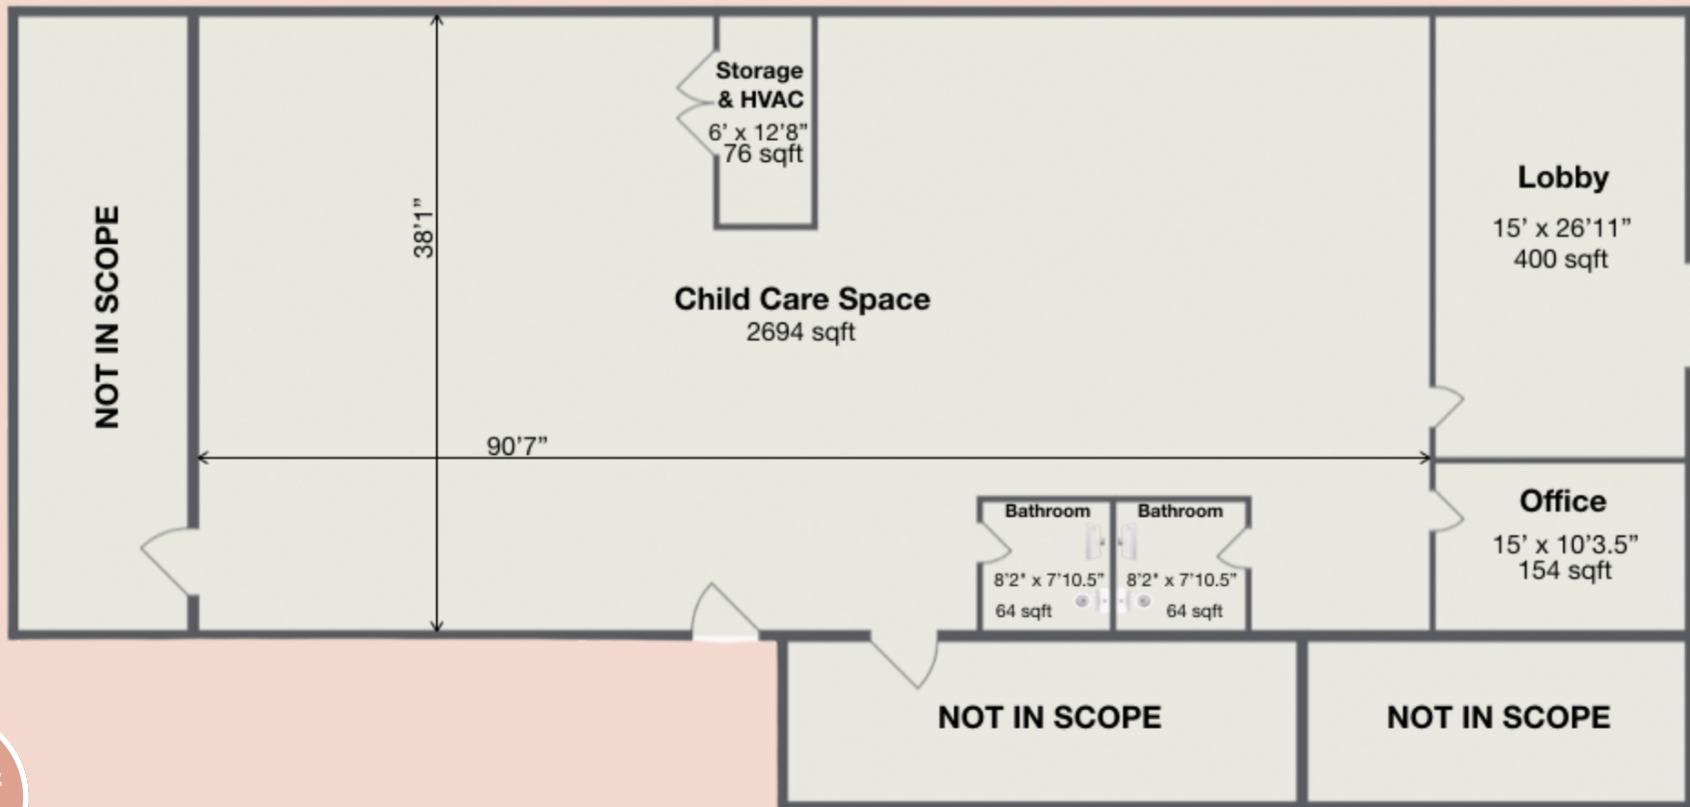 NOT IN SCOPE
38’1”
90’7”
Storage
& HVAC
6’ x 12’8”
76 sqft
Child Care Space
2694 sqft
Lobby
15’ x 26’11”
400 sqft
Office
15’ x 10’3.5”
154 sqft
Bathroom
8’2" x 7’10.5”
64 sqft
Bathroom
8’2" x 7’10.5”
64 sqft
NOT IN SCOPE
NOT IN SCOPE